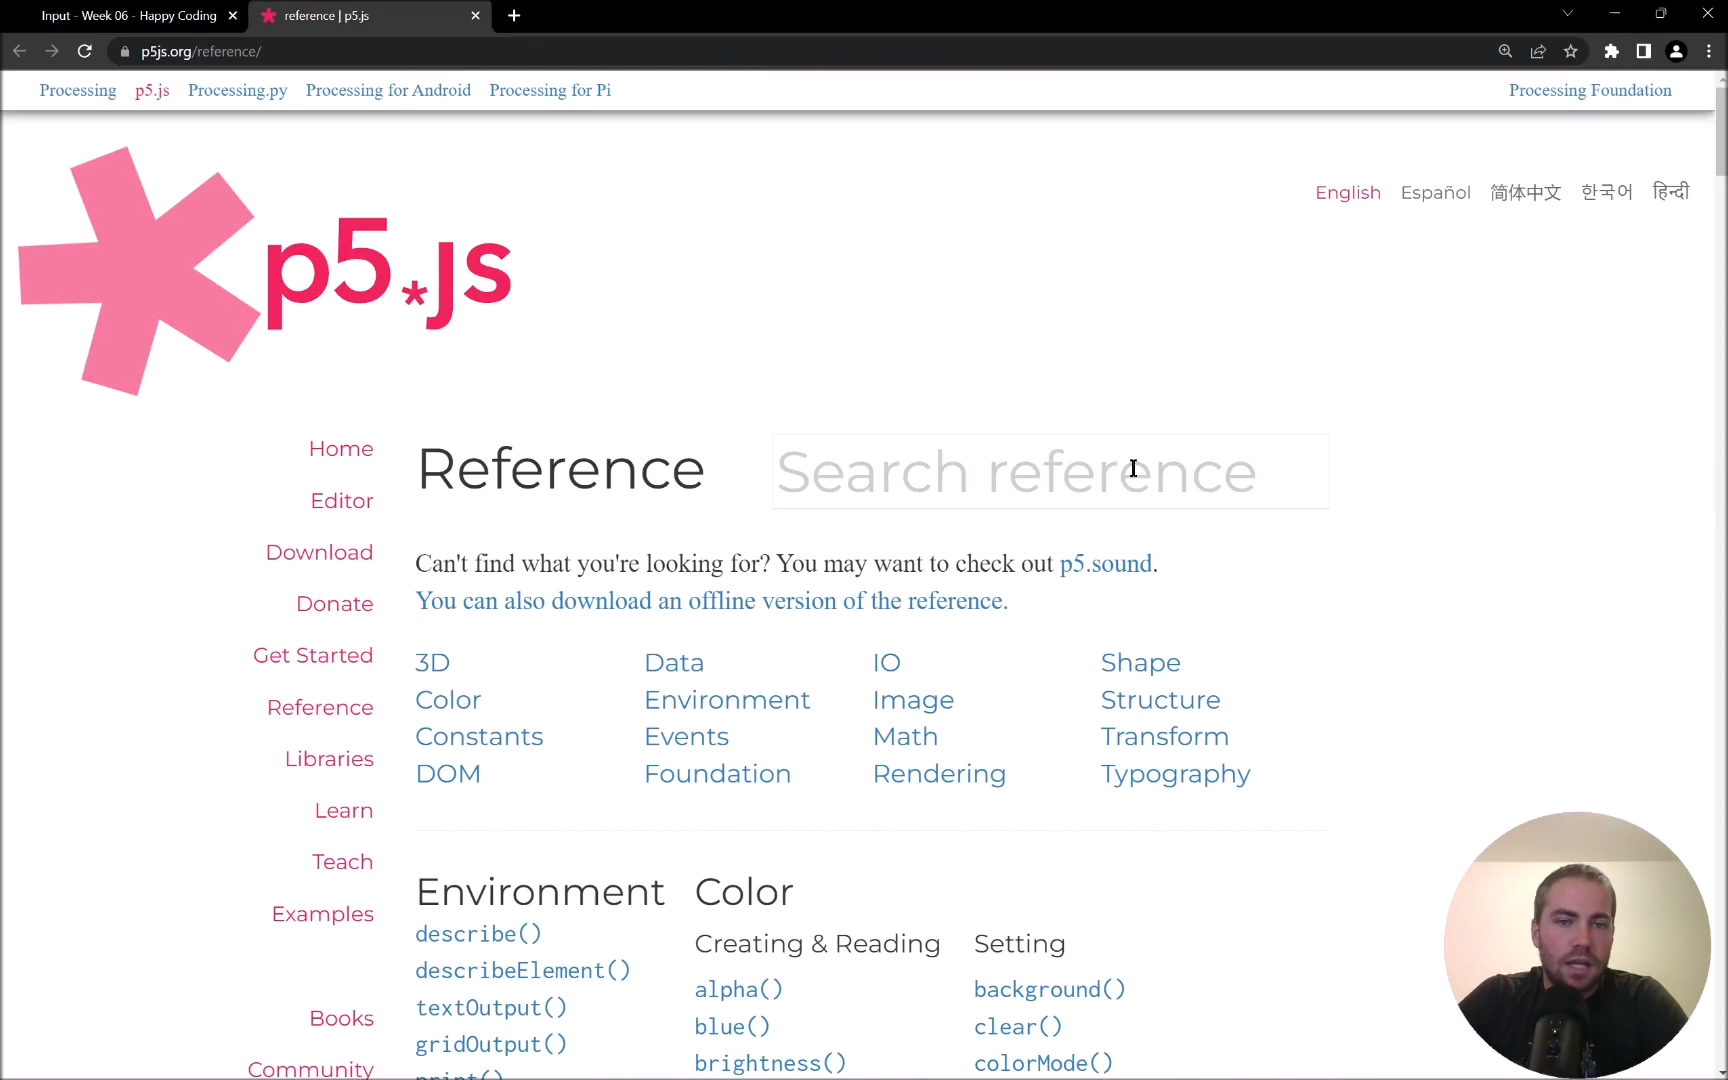 Input - Week 06 - Happy Coding
reference | p5.js
p5js.org/reference/
Processing p5.js Processing.py Processing for Android Processing for Pi Processing Foundation
English Español 简体中文 한국어 हिन्दी
p5.js
Home
Editor
Download
Donate
Get Started
Reference
Libraries
Learn
Teach
Examples
Books
Community
Reference
Search reference
Can't find what you're looking for? You may want to check out p5.sound.
You can also download an offline version of the reference.
3D Data IO Shape
Color Environment Image Structure
Constants Events Math Transform
DOM Foundation Rendering Typography
Environment
describe()
describeElement()
textOutput()
gridOutput()
print()
Color
Creating & Reading
alpha()
blue()
brightness()
Setting
background()
clear()
colorMode()